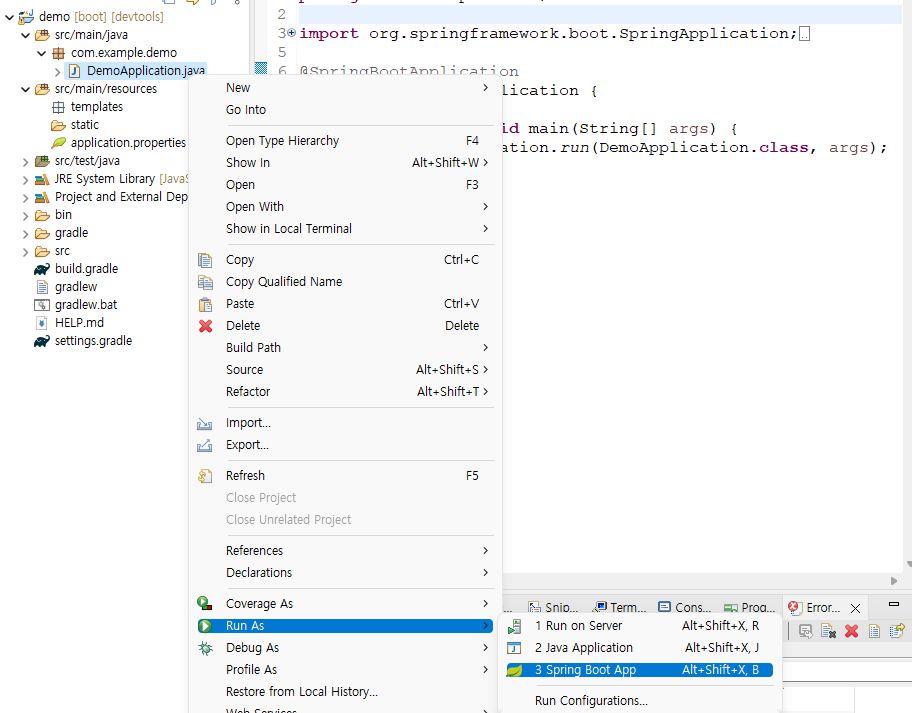 demo [boot] [devtools]
src/main/java
com.example.demo
DemoApplication.java
src/main/resources
templates
static
application.properties
src/test/java
JRE System Library [JavaS
Project and External Dep
bin
gradle
src
build.gradle
gradlew
gradlew.bat
HELP.md
settings.gradle
2
3 import org.springframework.boot.SpringApplication;
5
6 @SpringBootApplication
lication {
id main(String[] args) {
ation.run(DemoApplication.class, args);
New
Go Into
Open Type Hierarchy F4
Show In Alt+Shift+W
Open F3
Open With
Show in Local Terminal
Copy Ctrl+C
Copy Qualified Name
Paste Ctrl+V
Delete Delete
Build Path
Source Alt+Shift+S
Refactor Alt+Shift+T
Import...
Export...
Refresh F5
Close Project
Close Unrelated Project
References
Declarations
Coverage As
Run As
Debug As
Profile As
Restore from Local History...
Web Services
... Snip... Term... Cons... Prog... Error...
1 Run on Server Alt+Shift+X, R
2 Java Application Alt+Shift+X, J
3 Spring Boot App Alt+Shift+X, B
Run Configurations...